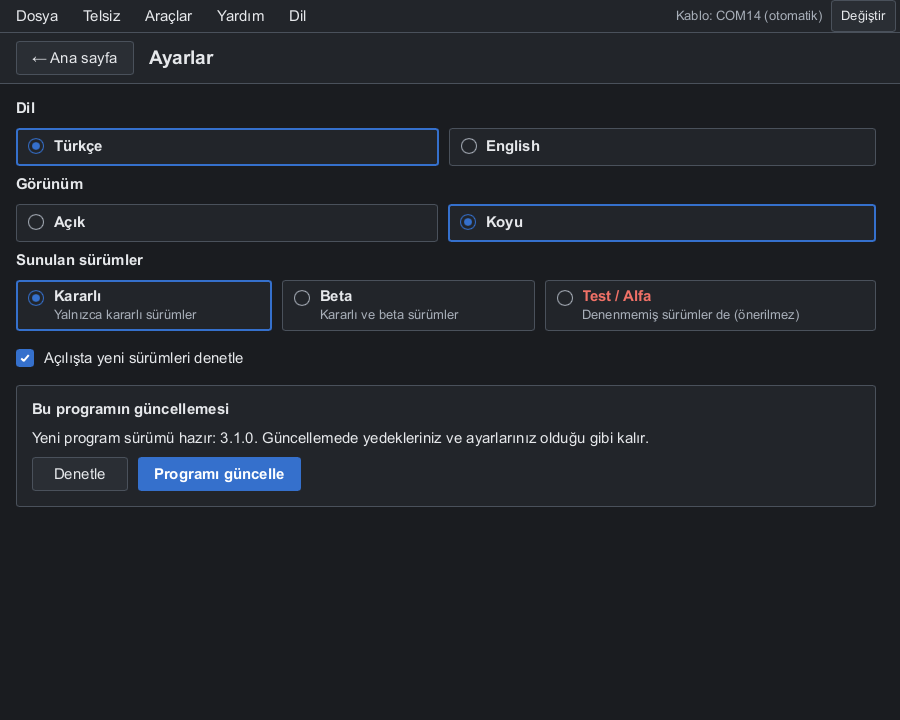 Dosya Telsiz Araçlar Yardım Dil Kablo: COM14 (otomatik) Değiştir
← Ana sayfa Ayarlar
Dil
Türkçe English
Görünüm
Açık Koyu
Sunulan sürümler
Kararlı Beta Test / Alfa
Yalnızca kararlı sürümler Kararlı ve beta sürümler Denenmemiş sürümler de (önerilmez)
Açılışta yeni sürümleri denetle
Bu programın güncellemesi
Yeni program sürümü hazır: 3.1.0. Güncellemede yedekleriniz ve ayarlarınız olduğu gibi kalır.
Denetle Programı güncelle